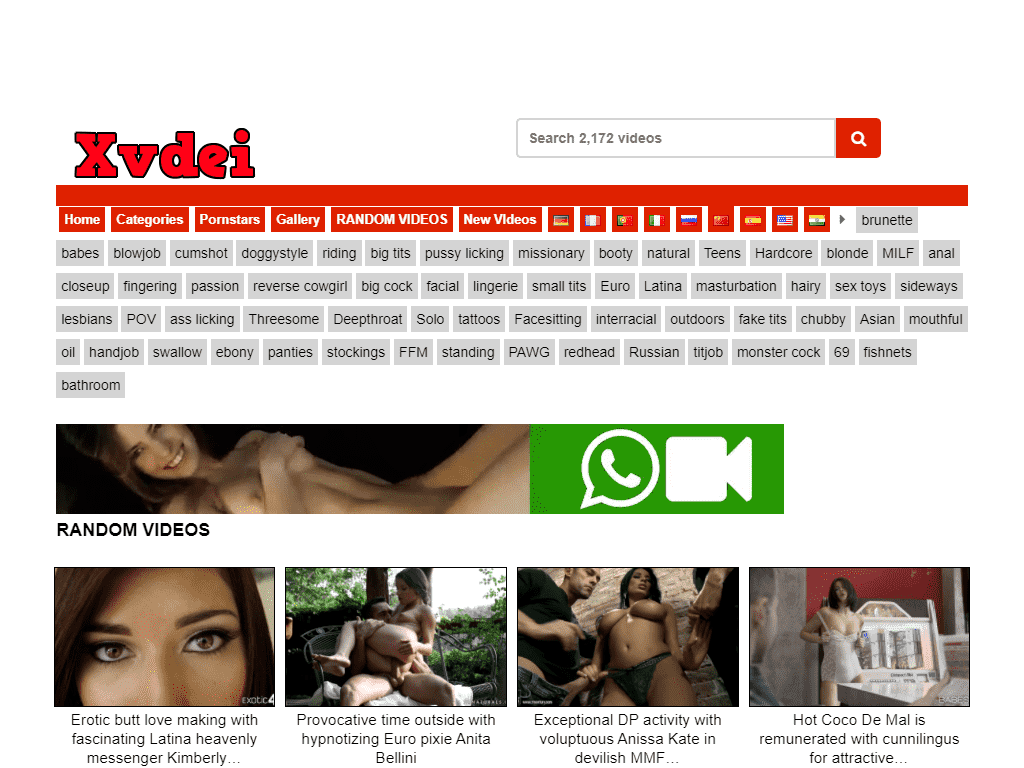 Xvdei
Search 2,172 videos
Home Categories Pornstars Gallery RANDOM VIDEOS New VIdeos brunette
babes blowjob cumshot doggystyle riding big tits pussy licking missionary booty natural Teens Hardcore blonde MILF anal
closeup fingering passion reverse cowgirl big cock facial lingerie small tits Euro Latina masturbation hairy sex toys sideways
lesbians POV ass licking Threesome Deepthroat Solo tattoos Facesitting interracial outdoors fake tits chubby Asian mouthful
oil handjob swallow ebony panties stockings FFM standing PAWG redhead Russian titjob monster cock 69 fishnets
bathroom
RANDOM VIDEOS
Erotic butt love making with
fascinating Latina heavenly
messenger Kimberly…
Provocative time outside with
hypnotizing Euro pixie Anita
Bellini
Exceptional DP activity with
voluptuous Anissa Kate in
devilish MMF…
Hot Coco De Mal is
remunerated with cunnilingus
for attractive…